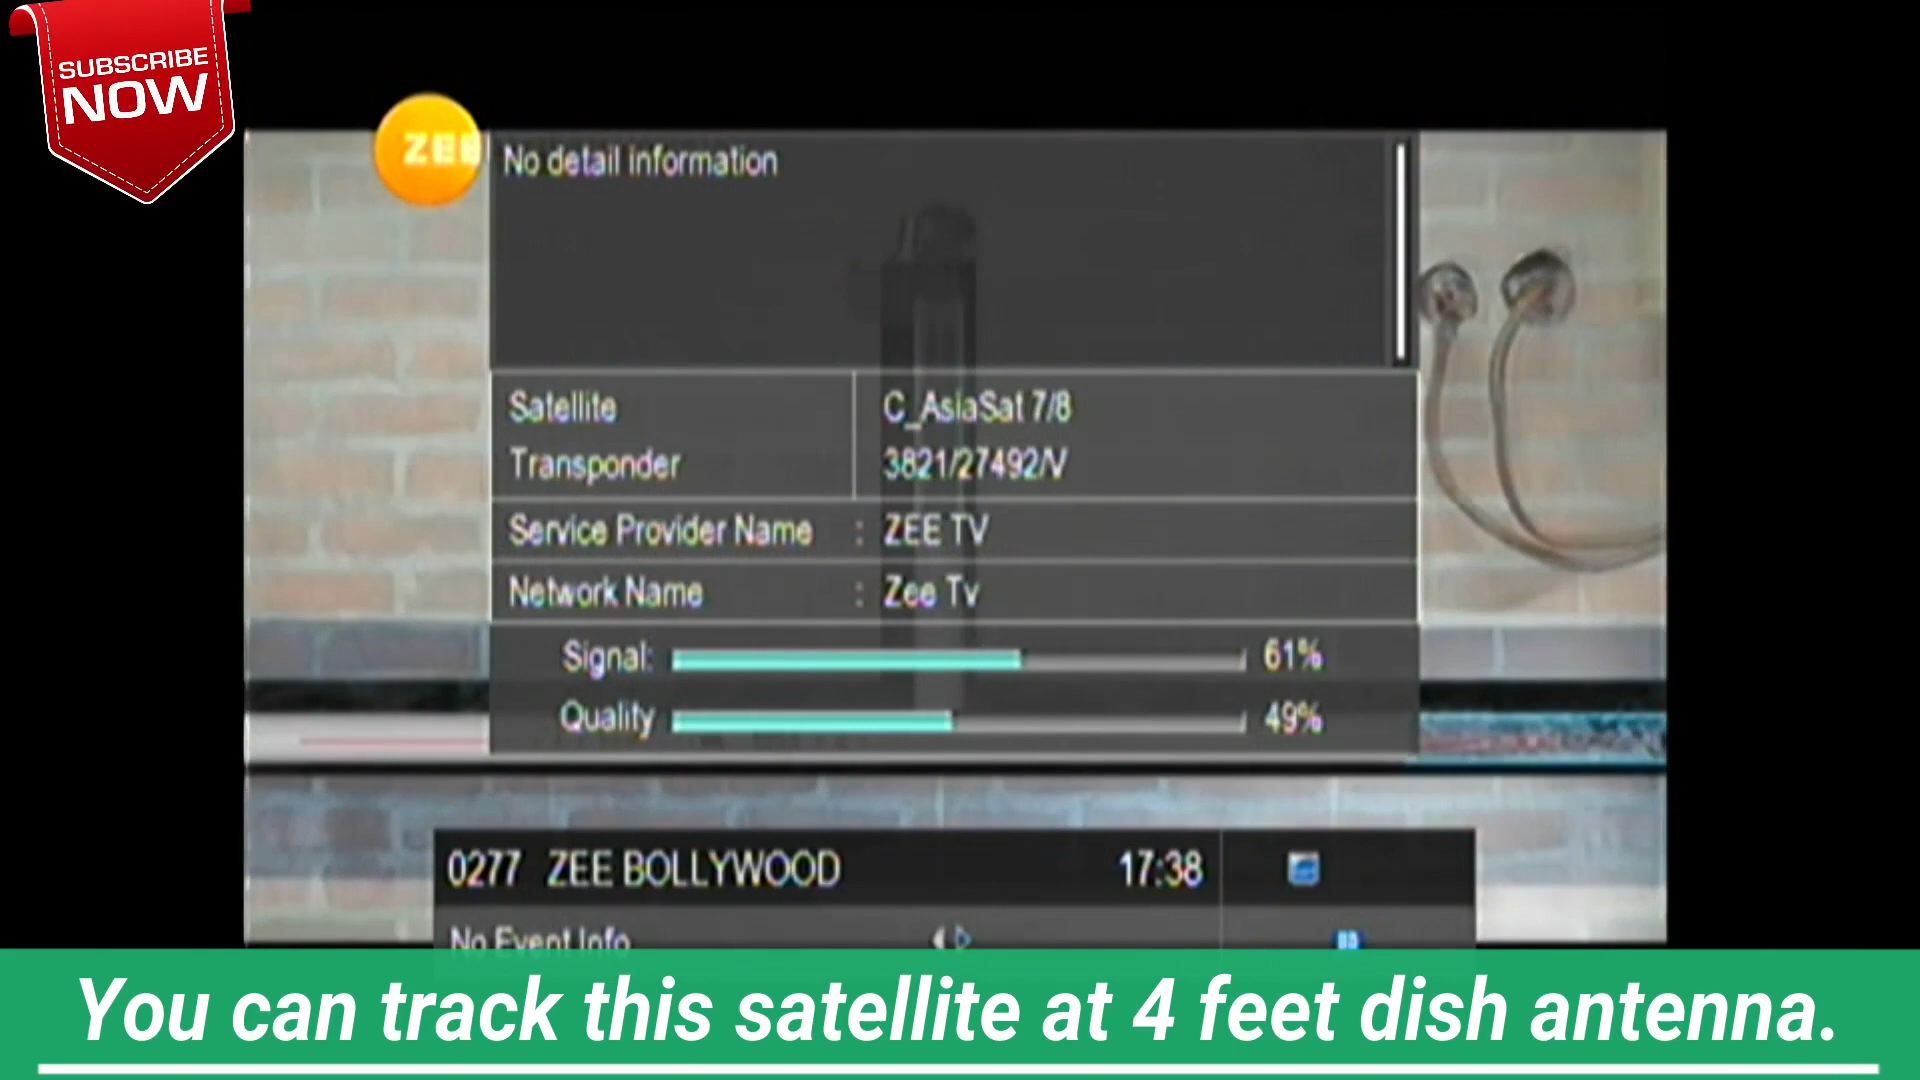 SUBSCRIBE
NOW
ZEE
No detail information
Satellite C_AsiaSat 7/8
Transponder 3821/27492/V
Service Provider Name : ZEE TV
Network Name : Zee Tv
Signal: 61%
Quality 49%
0277 ZEE BOLLYWOOD 17:38
No Event Info
You can track this satellite at 4 feet dish antenna.